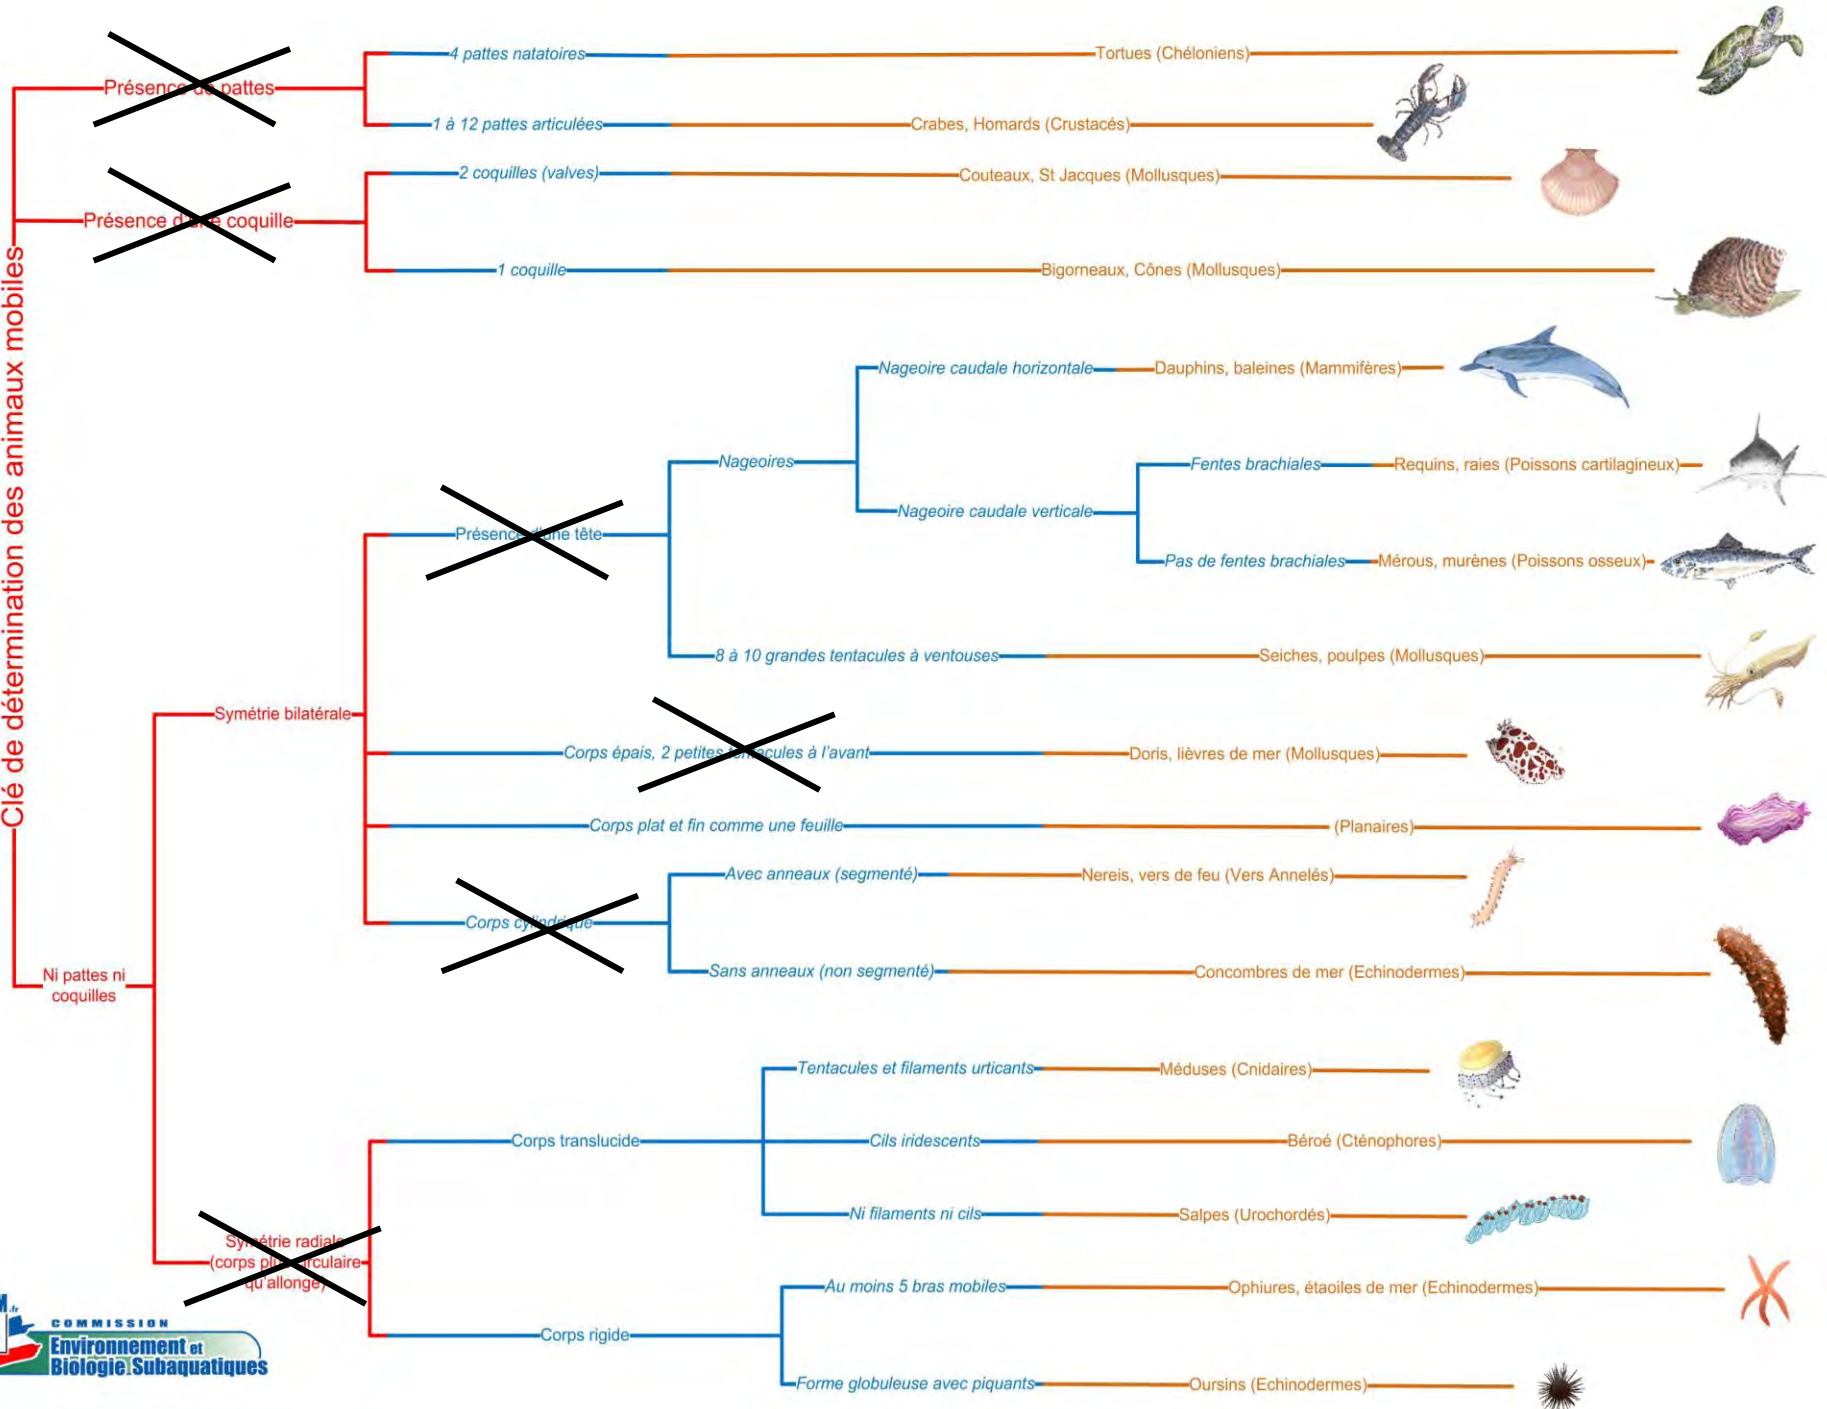 Clé de détermination des animaux mobiles
Présence de pattes
4 pattes natatoires
Tortues (Chéloniens)
1 à 12 pattes articulées
Crabes, Homards (Crustacés)
Présence d'une coquille
2 coquilles (valves)
Couteaux, St Jacques (Mollusques)
1 coquille
Bigorneaux, Cônes (Mollusques)
Ni pattes ni
coquilles
Symétrie bilatérale
Présence d'une tête
Nageoires
Nageoire caudale horizontale
Dauphins, baleines (Mammifères)
Nageoire caudale verticale
Fentes brachiales
Requins, raies (Poissons cartilagineux)
Pas de fentes brachiales
Mérous, murènes (Poissons osseux)
8 à 10 grandes tentacules à ventouses
Seiches, poulpes (Mollusques)
Corps épais, 2 petites tentacules à l'avant
Doris, lièvres de mer (Mollusques)
Corps plat et fin comme une feuille
(Planaires)
Corps cylindrique
Avec anneaux (segmenté)
Nereis, vers de feu (Vers Annelés)
Sans anneaux (non segmenté)
Concombres de mer (Echinodermes)
Symétrie radiale
(corps plus circulaire
qu'allongé)
Corps translucide
Tentacules et filaments urticants
Méduses (Cnidaires)
Cils iridescents
Béroé (Cténophores)
Ni filaments ni cils
Salpes (Urochordés)
Corps rigide
Au moins 5 bras mobiles
Ophiures, étaoiles de mer (Echinodermes)
Forme globuleuse avec piquants
Oursins (Echinodermes)
M.fr
COMMISSION
Environnement et
Biologie Subaquatiques